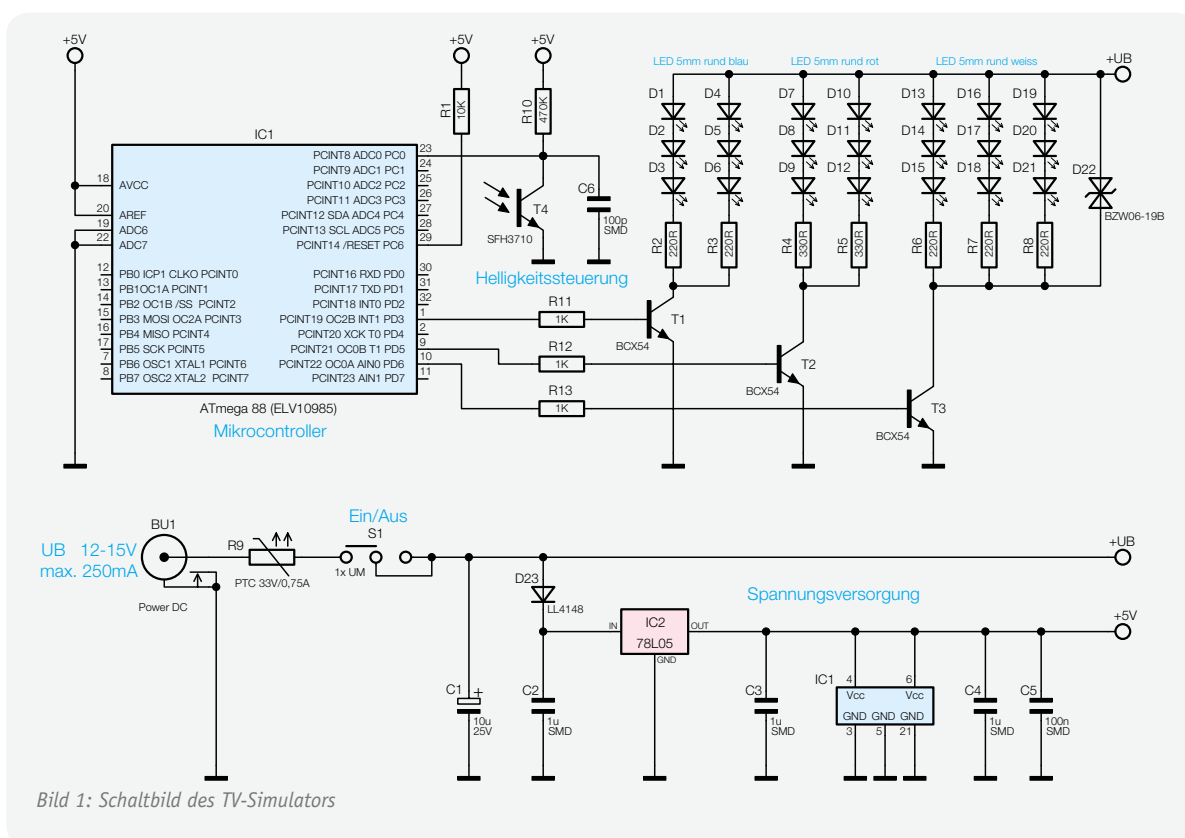 +5V
+5V
+5V
LED 5mm rund blau
LED 5mm rund rot
LED 5mm rund weiss
+UB
R1
10K
R10
470K
D1
D4
D7
D10
D13
D16
D19
D2
D5
D8
D11
D14
D17
D20
D3
D6
D9
D12
D15
D18
D21
D22
BZW06-19B
IC1
PCINT8 ADC0 PC0
23
PCINT9 ADC1 PC1
24
PCINT10 ADC2 PC2
25
PCINT11 ADC3 PC3
26
PCINT12 SDA ADC4 PC4
27
PCINT13 SCL ADC5 PC5
28
PCINT14 /RESET PC6
29
18
AVCC
20
AREF
19
ADC6
22
ADC7
12
PB0 ICP1 CLKO PCINT0
13
PB1OC1A PCINT1
14
PB2 OC1B /SS PCINT2
15
PB3 MOSI OC2A PCINT3
16
PB4 MISO PCINT4
17
PB5 SCK PCINT5
7
PB6 OSC1 XTAL1 PCINT6
8
PB7 OSC2 XTAL2 PCINT7
PCINT16 RXD PD0
30
PCINT17 TXD PD1
31
PCINT18 INT0 PD2
32
PCINT19 OC2B INT1 PD3
1
PCINT20 XCK T0 PD4
2
PCINT21 OC0B T1 PD5
9
PCINT22 OC0A AIN0 PD6
10
PCINT23 AIN1 PD7
11
ATmega 88 (ELV10985)
Mikrocontroller
T4
SFH3710
C6
100p
SMD
Helligkeitssteuerung
R2
220R
R3
220R
R4
330R
R5
330R
R6
220R
R7
220R
R8
220R
R11
1K
R12
1K
R13
1K
T1
BCX54
T2
BCX54
T3
BCX54
BU1
UB 12-15V
max. 250mA
Power DC
R9
PTC 33V/0,75A
Ein/Aus
S1
1x UM
+UB
D23
LL4148
Spannungsversorgung
+5V
IN
IC2
OUT
78L05
GND
C1
+
10u
25V
C2
1u
SMD
C3
1u
SMD
IC1
4
6
Vcc
Vcc
GND
GND
GND
3
5
21
C4
1u
SMD
C5
100n
SMD
Bild 1: Schaltbild des TV-Simulators